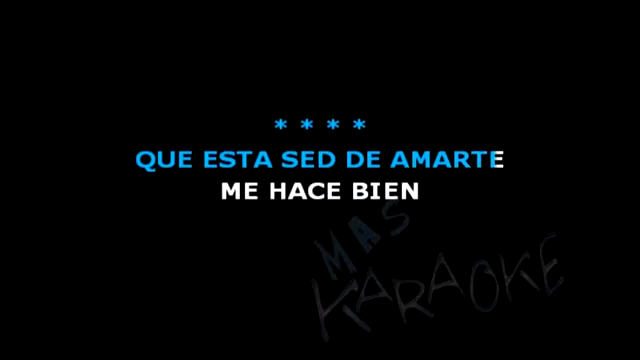 * * * *
QUE ESTA SED DE AMARTE
ME HACE BIEN
MAS
KARAOKE